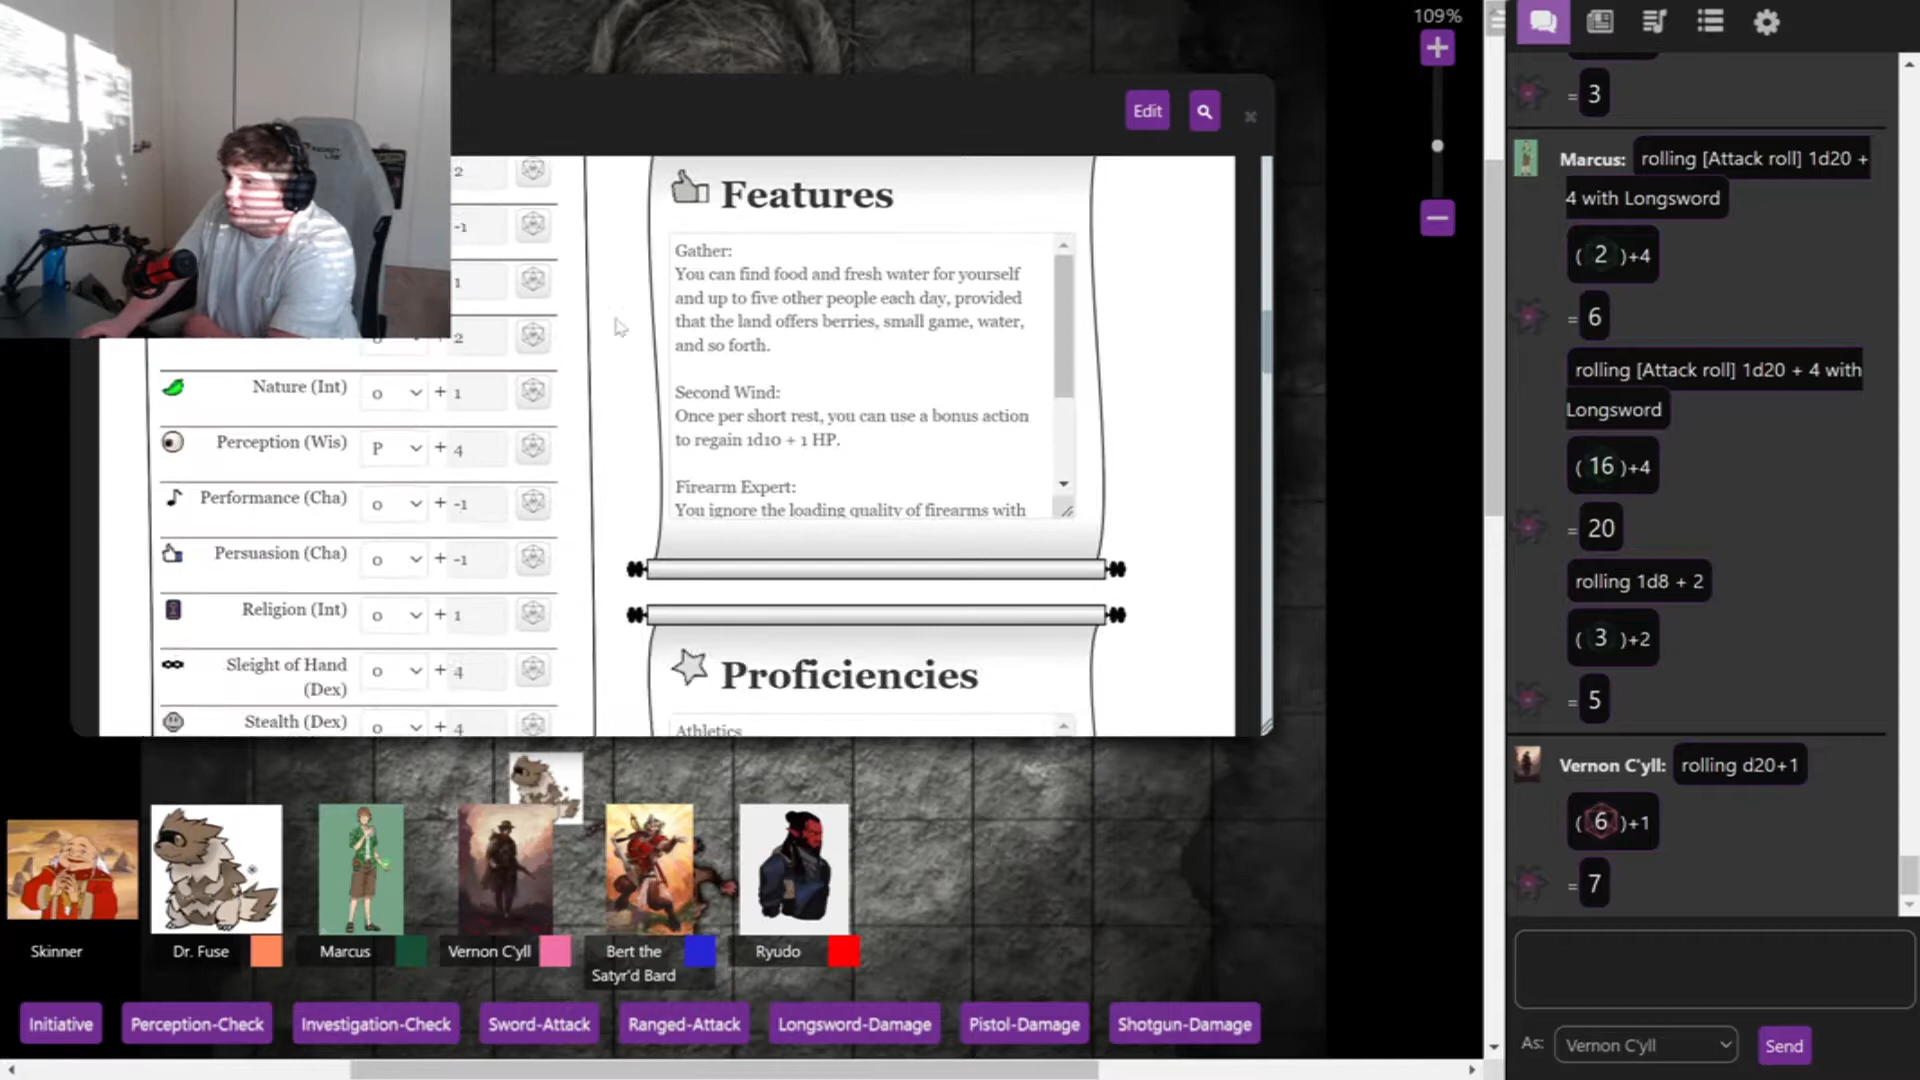 109%
Edit
2
-1
1
2
Nature (Int) 0 + 1
Perception (Wis) P + 4
Performance (Cha) 0 + -1
Persuasion (Cha) 0 + -1
Religion (Int) 0 + 1
Sleight of Hand
(Dex) 0 + 4
Stealth (Dex) 0 + 4
Features
Gather:
You can find food and fresh water for yourself
and up to five other people each day, provided
that the land offers berries, small game, water,
and so forth.
Second Wind:
Once per short rest, you can use a bonus action
to regain 1d10 + 1 HP.
Firearm Expert:
You ignore the loading quality of firearms with
Proficiencies
Athletics
Skinner
Dr. Fuse
Marcus
Vernon C'yll
Bert the
Satyr'd Bard
Ryudo
Initiative
Perception-Check
Investigation-Check
Sword-Attack
Ranged-Attack
Longsword-Damage
Pistol-Damage
Shotgun-Damage
= 3
Marcus: rolling [Attack roll] 1d20 +
4 with Longsword
( 2 )+4
= 6
rolling [Attack roll] 1d20 + 4 with
Longsword
( 16 )+4
= 20
rolling 1d8 + 2
( 3 )+2
= 5
Vernon C'yll: rolling d20+1
( 6 )+1
= 7
As: Vernon C'yll
Send